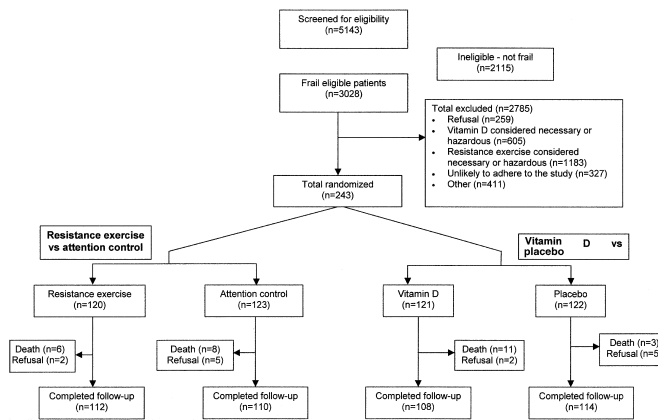 Screened for eligibility
(n=5143)
Ineligible - not frail
(n=2115)
Frail eligible patients
(n=3028)
Total excluded (n=2785)
• Refusal (n=259)
• Vitamin D considered necessary or
hazardous (n=605)
• Resistance exercise considered
necessary or hazardous (n=1183)
• Unlikely to adhere to the study (n=327)
• Other (n=411)
Total randomized
(n=243)
Resistance exercise
vs attention control
Vitamin D vs
placebo
Resistance exercise
(n=120)
Attention control
(n=123)
Vitamin D
(n=121)
Placebo
(n=122)
Death (n=6)
Refusal (n=2)
Death (n=8)
Refusal (n=5)
Death (n=11)
Refusal (n=2)
Death (n=3)
Refusal (n=5
Completed follow-up
(n=112)
Completed follow-up
(n=110)
Completed follow-up
(n=108)
Completed follow-up
(n=114)